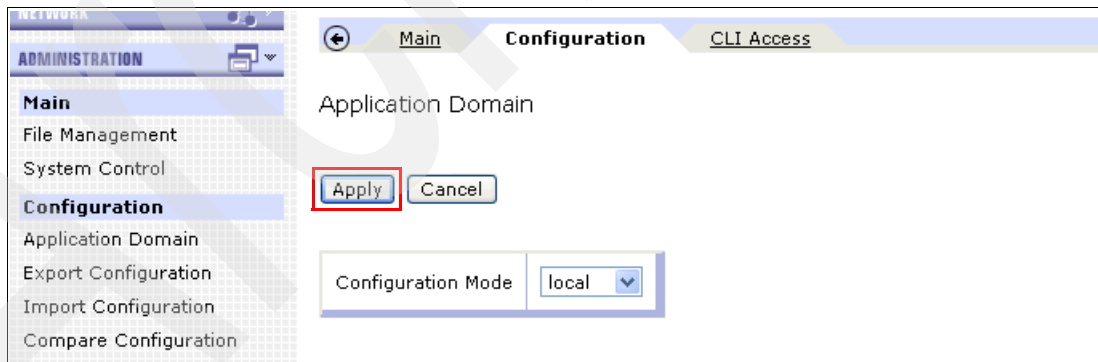 NETWORK
ADMINISTRATION
Main
File Management
System Control
Configuration
Application Domain
Export Configuration
Import Configuration
Compare Configuration
Main Configuration CLI Access
Application Domain
Apply Cancel
Configuration Mode local